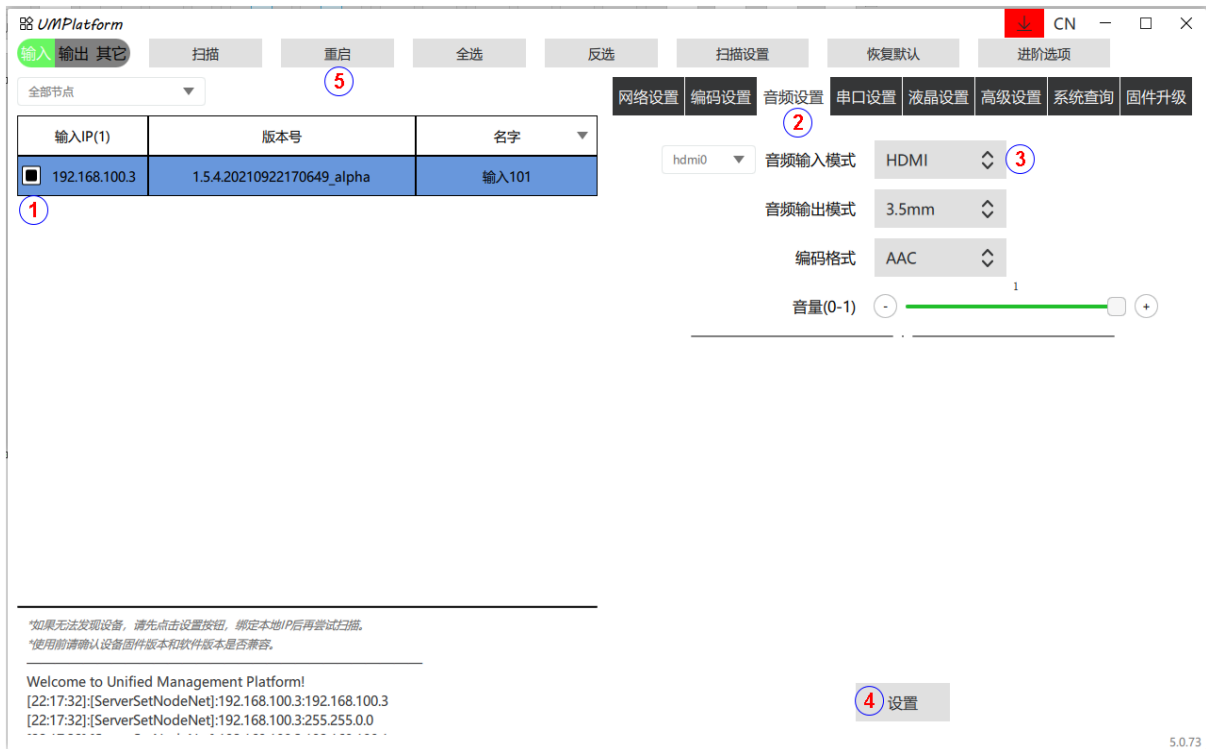 UMPlatform
CN
输入 输出 其它 扫描 重启 全选 反选 扫描设置 恢复默认 进阶选项
5
全部节点
网络设置 编码设置 音频设置 串口设置 液晶设置 高级设置 系统查询 固件升级
2
输入IP(1) 版本号 名字
hdmi0 音频输入模式 HDMI 3
192.168.100.3 1.5.4.20210922170649_alpha 输入101
1
音频输出模式 3.5mm
编码格式 AAC
1
音量(0-1) - +
*如果无法发现设备，请先点击设置按钮，绑定本地IP后再尝试扫描。
*使用前请确认设备固件版本和软件版本是否兼容。
Welcome to Unified Management Platform!
[22:17:32]:[ServerSetNodeNet]:192.168.100.3:192.168.100.3
[22:17:32]:[ServerSetNodeNet]:192.168.100.3:255.255.0.0
4 设置
5.0.73